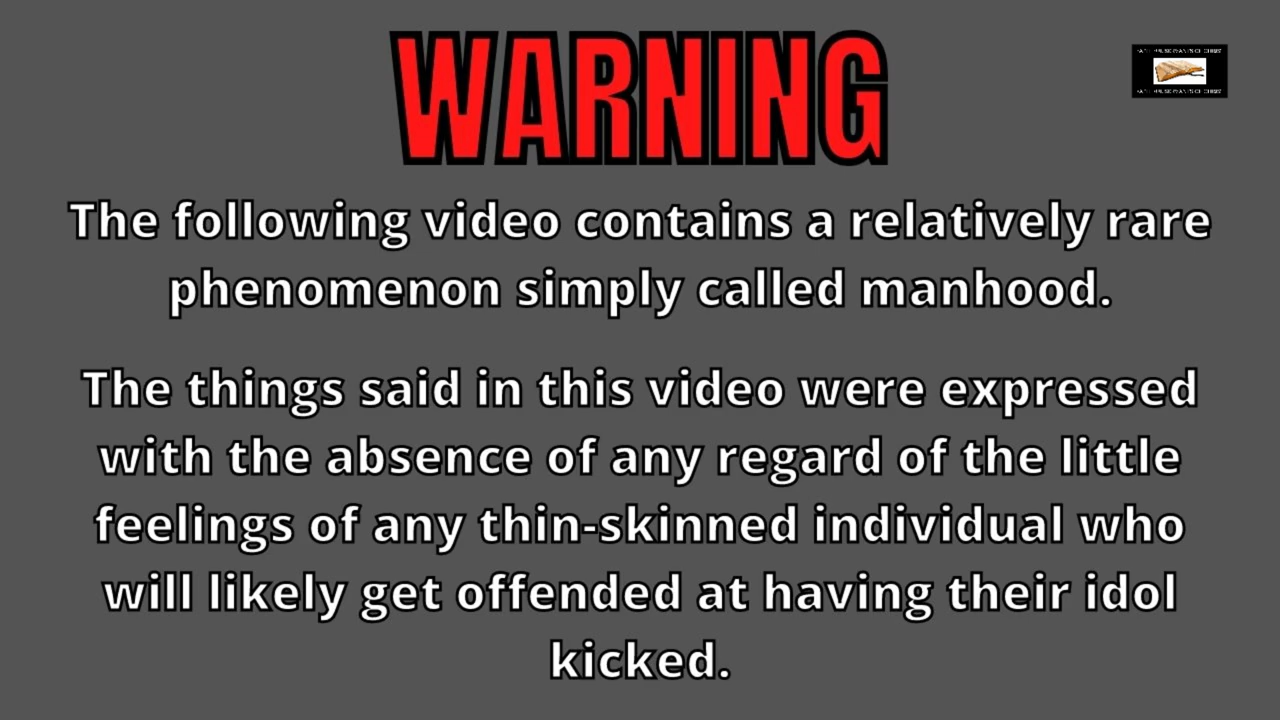 WARNING
The following video contains a relatively rare
phenomenon simply called manhood.
The things said in this video were expressed
with the absence of any regard of the little
feelings of any thin-skinned individual who
will likely get offended at having their idol
kicked.